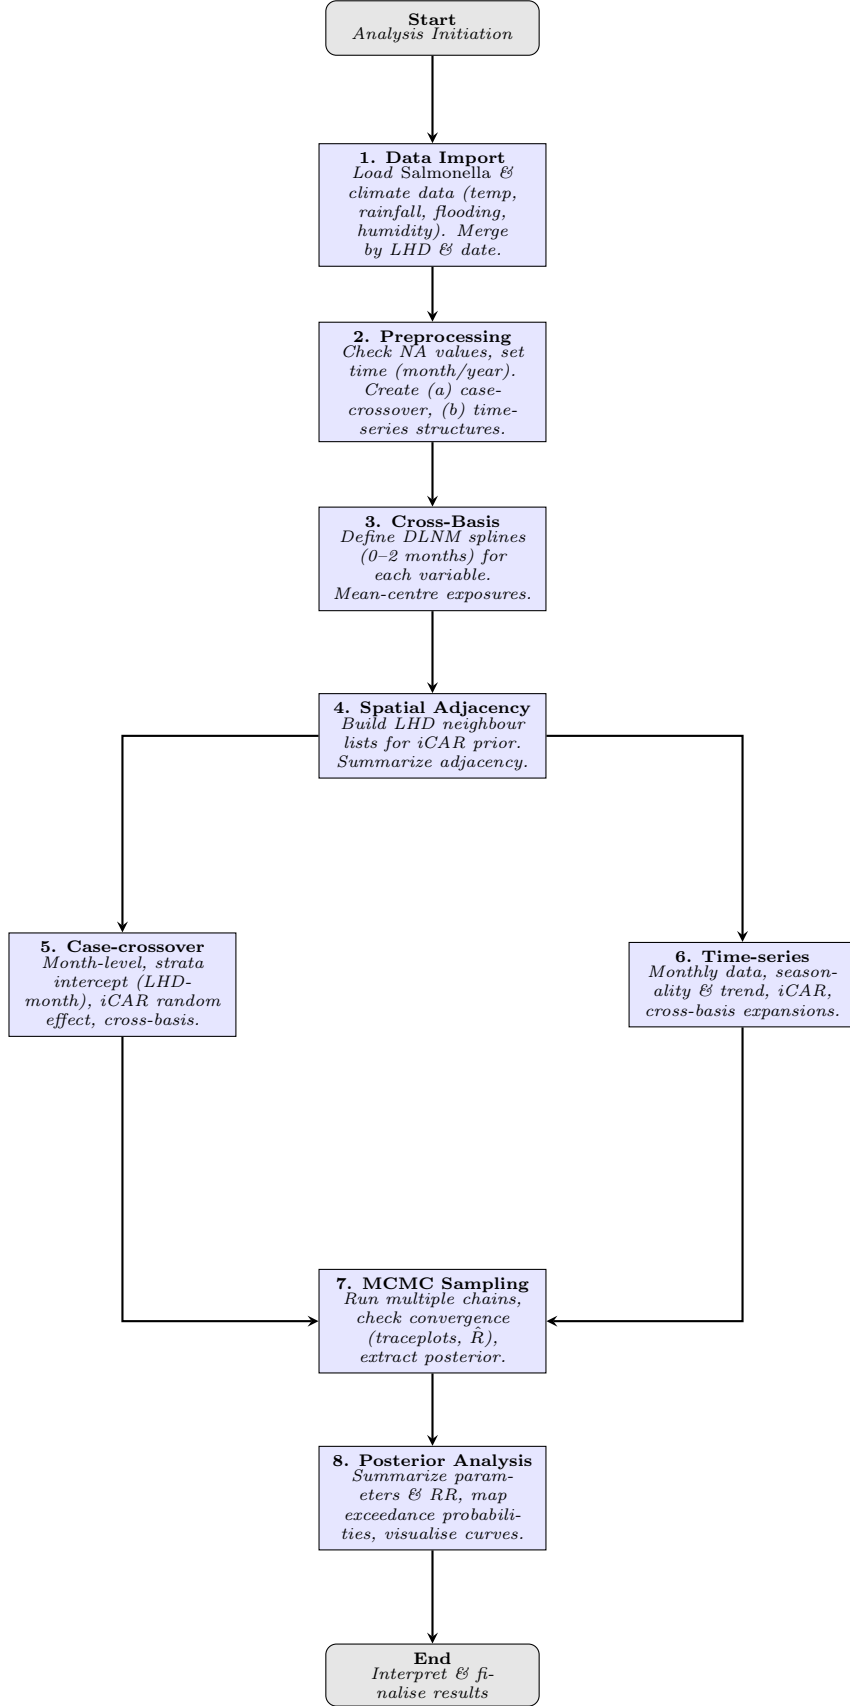 Start
Analysis Initiation
1. Data Import
Load Salmonella &
climate data (temp,
rainfall, flooding,
humidity). Merge
by LHD & date.
2. Preprocessing
Check NA values, set
time (month/year).
Create (a) case-
crossover, (b) time-
series structures.
3. Cross-Basis
Define DLNM splines
(0–2 months) for
each variable.
Mean-centre exposures.
4. Spatial Adjacency
Build LHD neighbour
lists for iCAR prior.
Summarize adjacency.
5. Case-crossover
Month-level, strata
intercept (LHD-
month), iCAR random
effect, cross-basis.
6. Time-series
Monthly data, season-
ality & trend, iCAR,
cross-basis expansions.
7. MCMC Sampling
Run multiple chains,
check convergence
(traceplots, R̂),
extract posterior.
8. Posterior Analysis
Summarize param-
eters & RR, map
exceedance probabili-
ties, visualise curves.
End
Interpret & fi-
nalise results